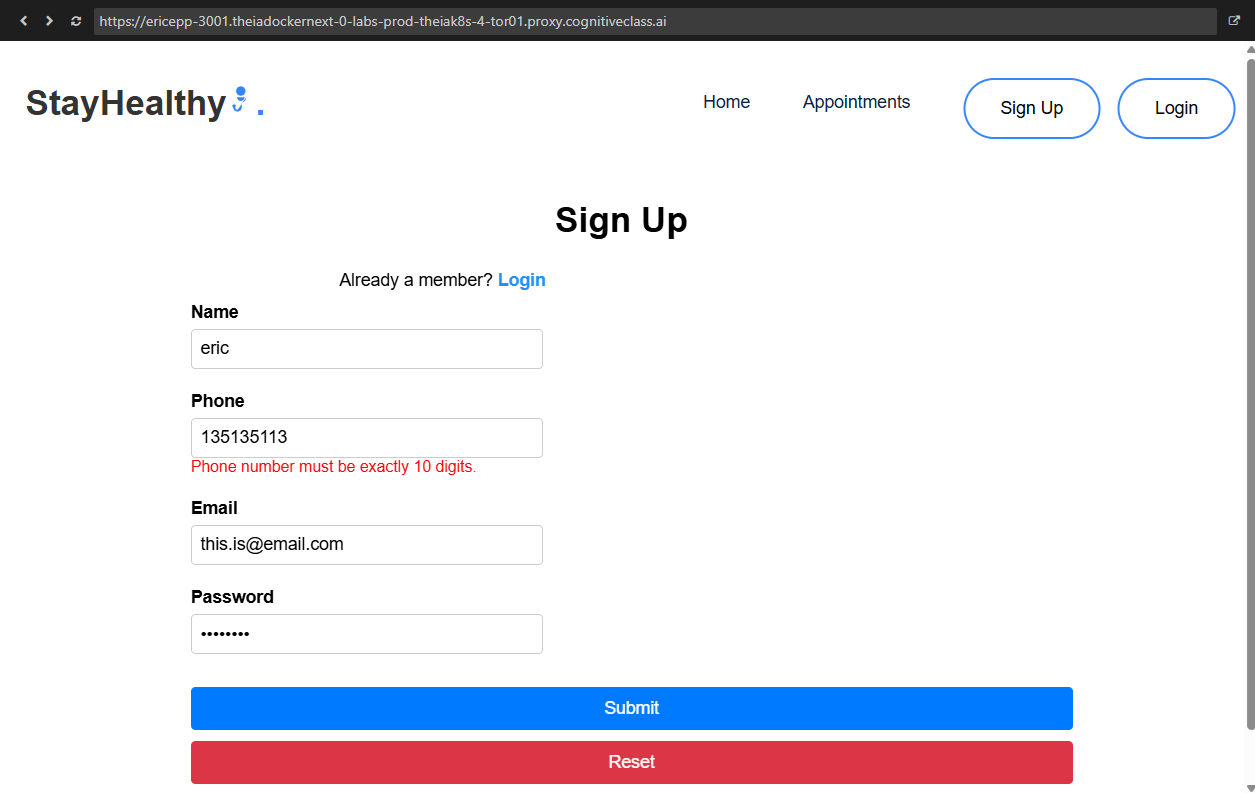 https://ericepp-3001.theiadockernext-0-labs-prod-theiak8s-4-tor01.proxy.cognitiveclass.ai
StayHealthy .
Home Appointments Sign Up Login
Sign Up
Already a member? Login
Name
eric
Phone
135135113
Phone number must be exactly 10 digits.
Email
this.is@email.com
Password
••••••••
Submit
Reset